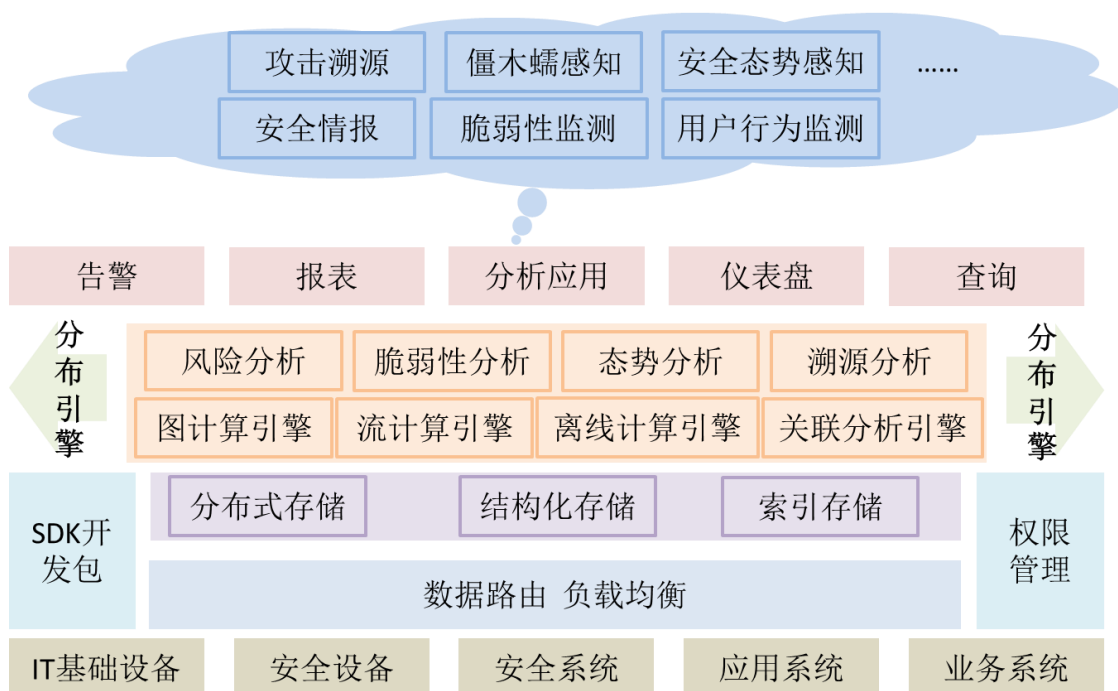 攻击溯源
僵木蠕感知
安全态势感知
......
安全情报
脆弱性监测
用户行为监测
告警
报表
分析应用
仪表盘
查询
分布引擎
风险分析
脆弱性分析
态势分析
溯源分析
分布引擎
图计算引擎
流计算引擎
离线计算引擎
关联分析引擎
SDK开
发包
分布式存储
结构化存储
索引存储
权限
管理
数据路由 负载均衡
IT基础设备
安全设备
安全系统
应用系统
业务系统